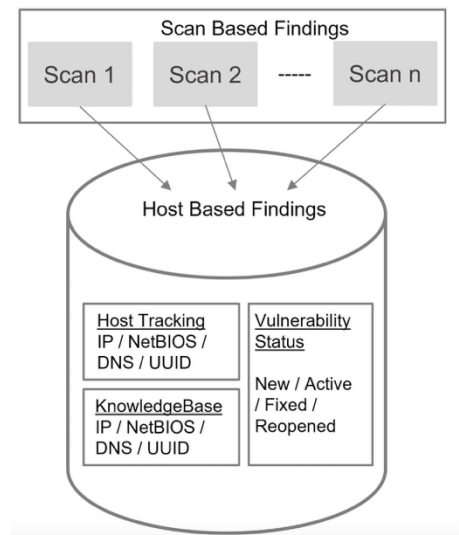 Scan Based Findings
Scan 1
Scan 2
-----
Scan n
Host Based Findings
Host Tracking
IP / NetBIOS /
DNS / UUID
KnowledgeBase
IP / NetBIOS /
DNS / UUID
Vulnerability
Status
New / Active
/ Fixed /
Reopened